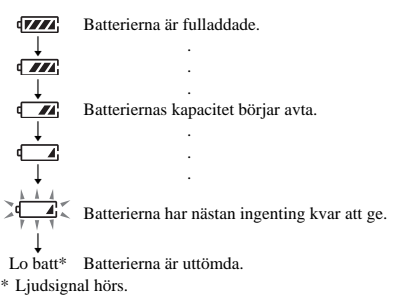 Batterierna är fulladdade.
.
.
.
Batteriernas kapacitet börjar avta.
.
.
.
Batterierna har nästan ingenting kvar att ge.
Lo batt* Batterierna är uttömda.
* Ljudsignal hörs.